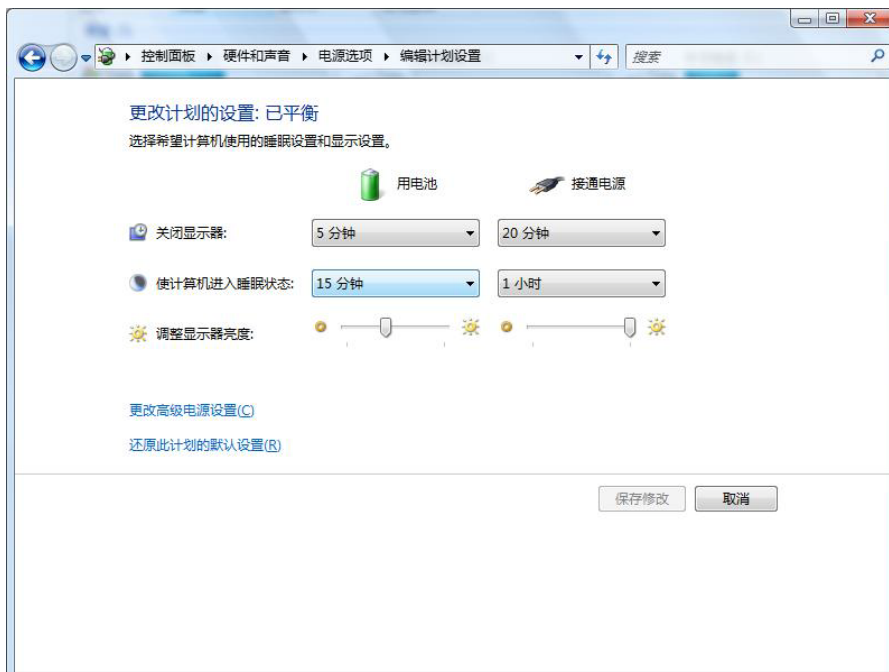 控制面板 硬件和声音 电源选项 编辑计划设置 搜索
更改计划的设置: 已平衡
选择希望计算机使用的睡眠设置和显示设置。
用电池 接通电源
关闭显示器: 5 分钟 20 分钟
使计算机进入睡眠状态: 15 分钟 1 小时
调整显示器亮度:
更改高级电源设置(C)
还原此计划的默认设置(R)
保存修改 取消